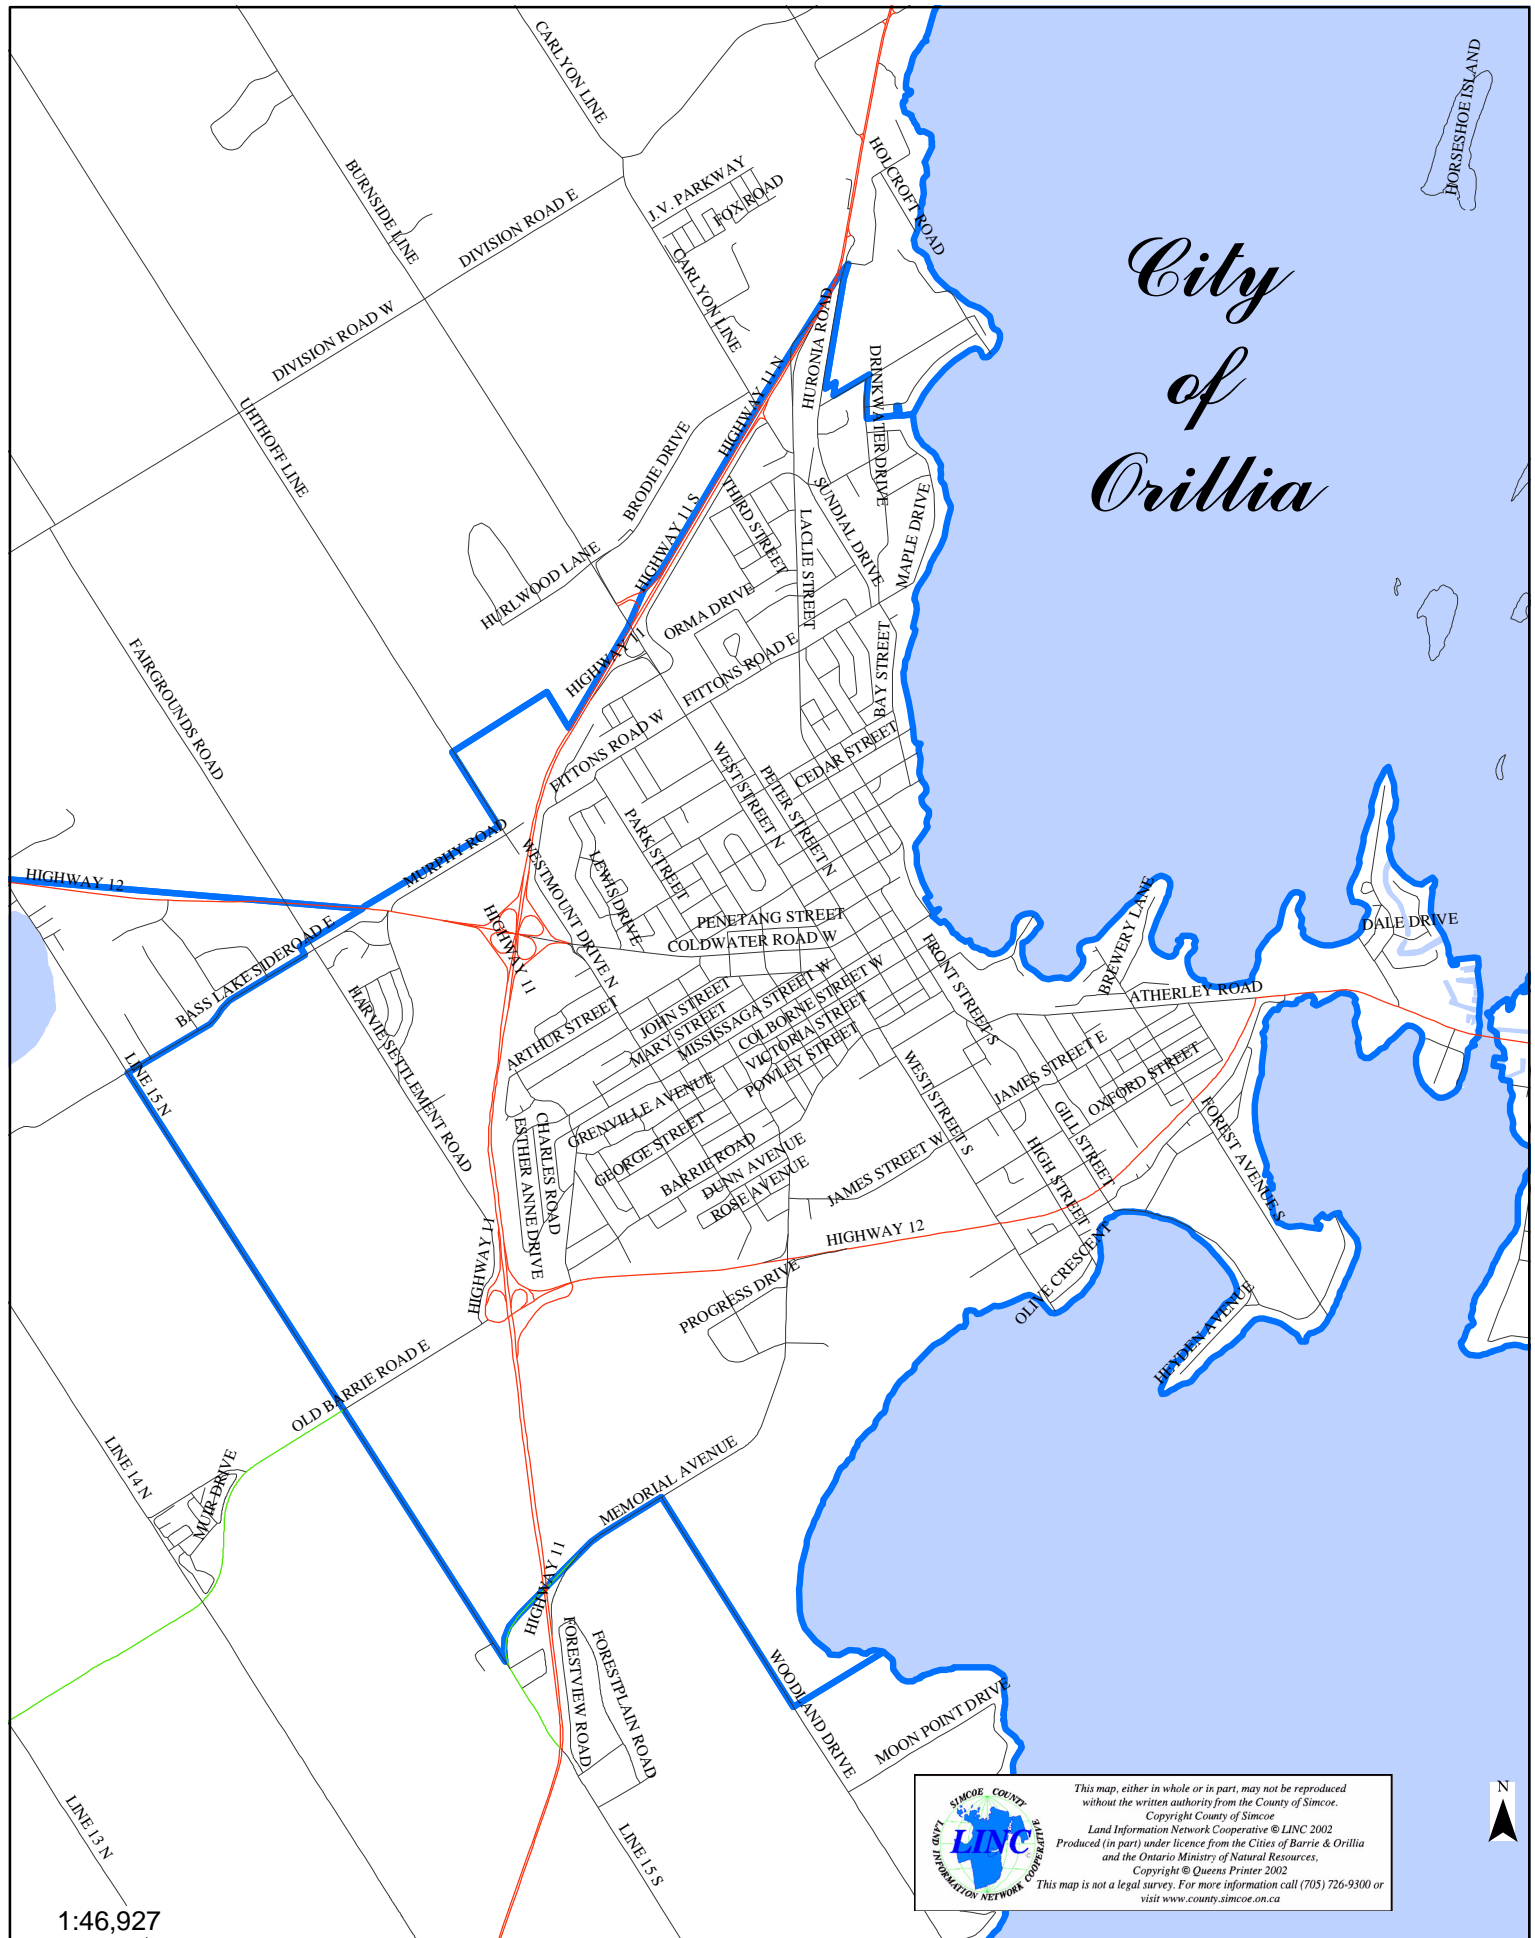 CARLYON LINE
HORSESHOE ISLAND
HOLCROFT ROAD
BURNSIDE LINE
J.V. PARKWAY
FOX ROAD
DIVISION ROAD E
CARLYON LINE
City
of
Orillia
DIVISION ROAD W
HURONIA ROAD
HIGHWAY 11 N
DRINKWATER DRIVE
UHTHOFF LINE
BRODIE DRIVE
HIGHWAY 11 S
THIRD STREET
SUNDIAL DRIVE
MAPLE DRIVE
LACLIE STREET
HURLWOOD LANE
ORMA DRIVE
HIGHWAY 11
FITTONS ROAD E
BAY STREET
FAIRGROUNDS ROAD
FITTONS ROAD W
WEST STREET N
PETER STREET N
CEDAR STREET
PARK STREET
MURPHY ROAD
WESTMOUNT DRIVE N
LEWIS DRIVE
HIGHWAY 12
HIGHWAY 11
PENETANG STREET
COLDWATER ROAD W
BREWERY LANE
DALE DRIVE
BASS LAKE SIDEROAD E
FRONT STREET S
ATHERLEY ROAD
HARVIE SETTLEMENT ROAD
ARTHUR STREET
JOHN STREET
MARY STREET
MISSISSAGA STREET W
COLBORNE STREET W
VICTORIA STREET
POWLEY STREET
LINE 15 N
WEST STREET S
JAMES STREET E
OXFORD STREET
GILL STREET
FOREST AVENUE S
GRENVILLE AVENUE
GEORGE STREET
CHARLES ROAD
ESTHER ANNE DRIVE
BARRIE ROAD
DUNN AVENUE
ROSE AVENUE
JAMES STREET W
HIGH STREET
HIGHWAY 12
HIGHWAY 11
OLIVE CRESCENT
PROGRESS DRIVE
HEYDEN AVENUE
OLD BARRIE ROAD E
LINE 14 N
MUIR DRIVE
MEMORIAL AVENUE
HIGHWAY 11
FORESTVIEW ROAD
FORESTPLAIN ROAD
WOODLAND DRIVE
MOON POINT DRIVE
LINE 13 N
LINE 15 S
SIMCOE COUNTY
LAND INFORMATION NETWORK COOPERATIVE
LINC
This map, either in whole or in part, may not be reproduced
without the written authority from the County of Simcoe.
Copyright County of Simcoe
Land Information Network Cooperative © LINC 2002
Produced (in part) under licence from the Cities of Barrie & Orillia
and the Ontario Ministry of Natural Resources,
Copyright © Queens Printer 2002
This map is not a legal survey. For more information call (705) 726-9300 or
visit www.county.simcoe.on.ca
N
1:46,927